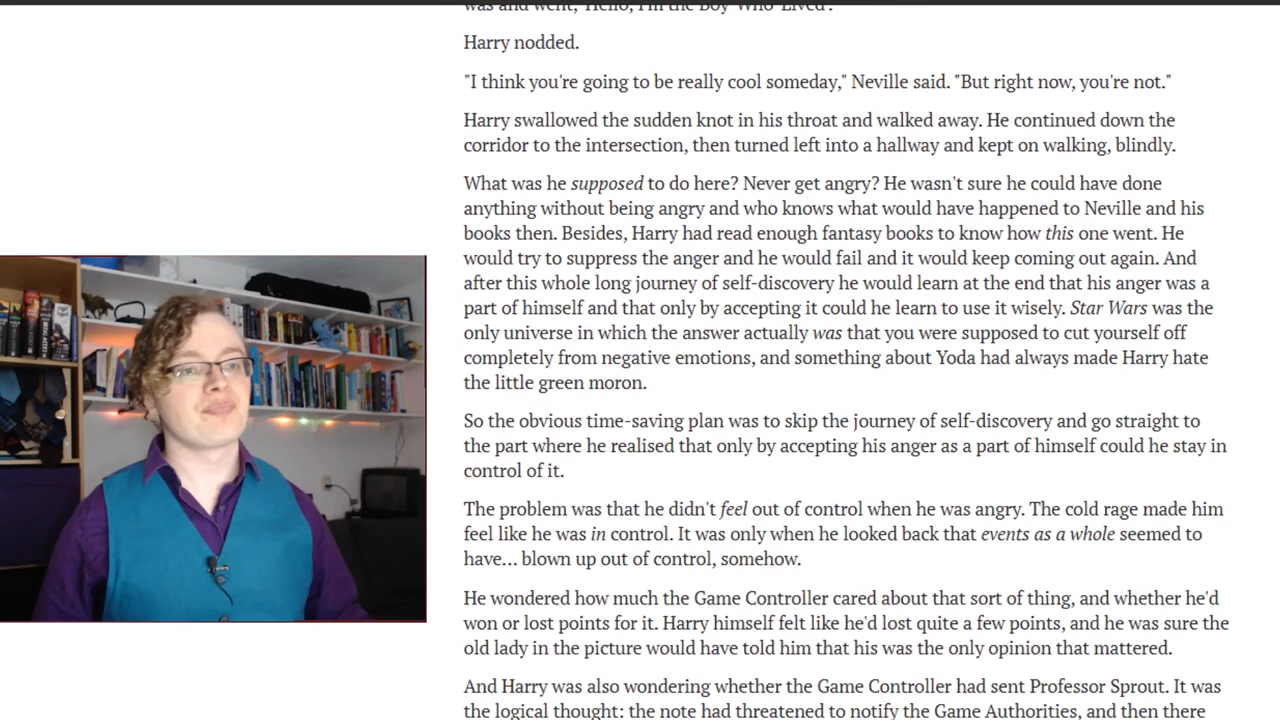 was and went, 'Hello, I'm the Boy-Who-Lived'."
Harry nodded.
"I think you're going to be really cool someday," Neville said. "But right now, you're not."
Harry swallowed the sudden knot in his throat and walked away. He continued down the
corridor to the intersection, then turned left into a hallway and kept on walking, blindly.
What was he supposed to do here? Never get angry? He wasn't sure he could have done
anything without being angry and who knows what would have happened to Neville and his
books then. Besides, Harry had read enough fantasy books to know how this one went. He
would try to suppress the anger and he would fail and it would keep coming out again. And
after this whole long journey of self-discovery he would learn at the end that his anger was a
part of himself and that only by accepting it could he learn to use it wisely. Star Wars was the
only universe in which the answer actually was that you were supposed to cut yourself off
completely from negative emotions, and something about Yoda had always made Harry hate
the little green moron.
So the obvious time-saving plan was to skip the journey of self-discovery and go straight to
the part where he realised that only by accepting his anger as a part of himself could he stay in
control of it.
The problem was that he didn't feel out of control when he was angry. The cold rage made him
feel like he was in control. It was only when he looked back that events as a whole seemed to
have... blown up out of control, somehow.
He wondered how much the Game Controller cared about that sort of thing, and whether he'd
won or lost points for it. Harry himself felt like he'd lost quite a few points, and he was sure the
old lady in the picture would have told him that his was the only opinion that mattered.
And Harry was also wondering whether the Game Controller had sent Professor Sprout. It was
the logical thought: the note had threatened to notify the Game Authorities, and then there